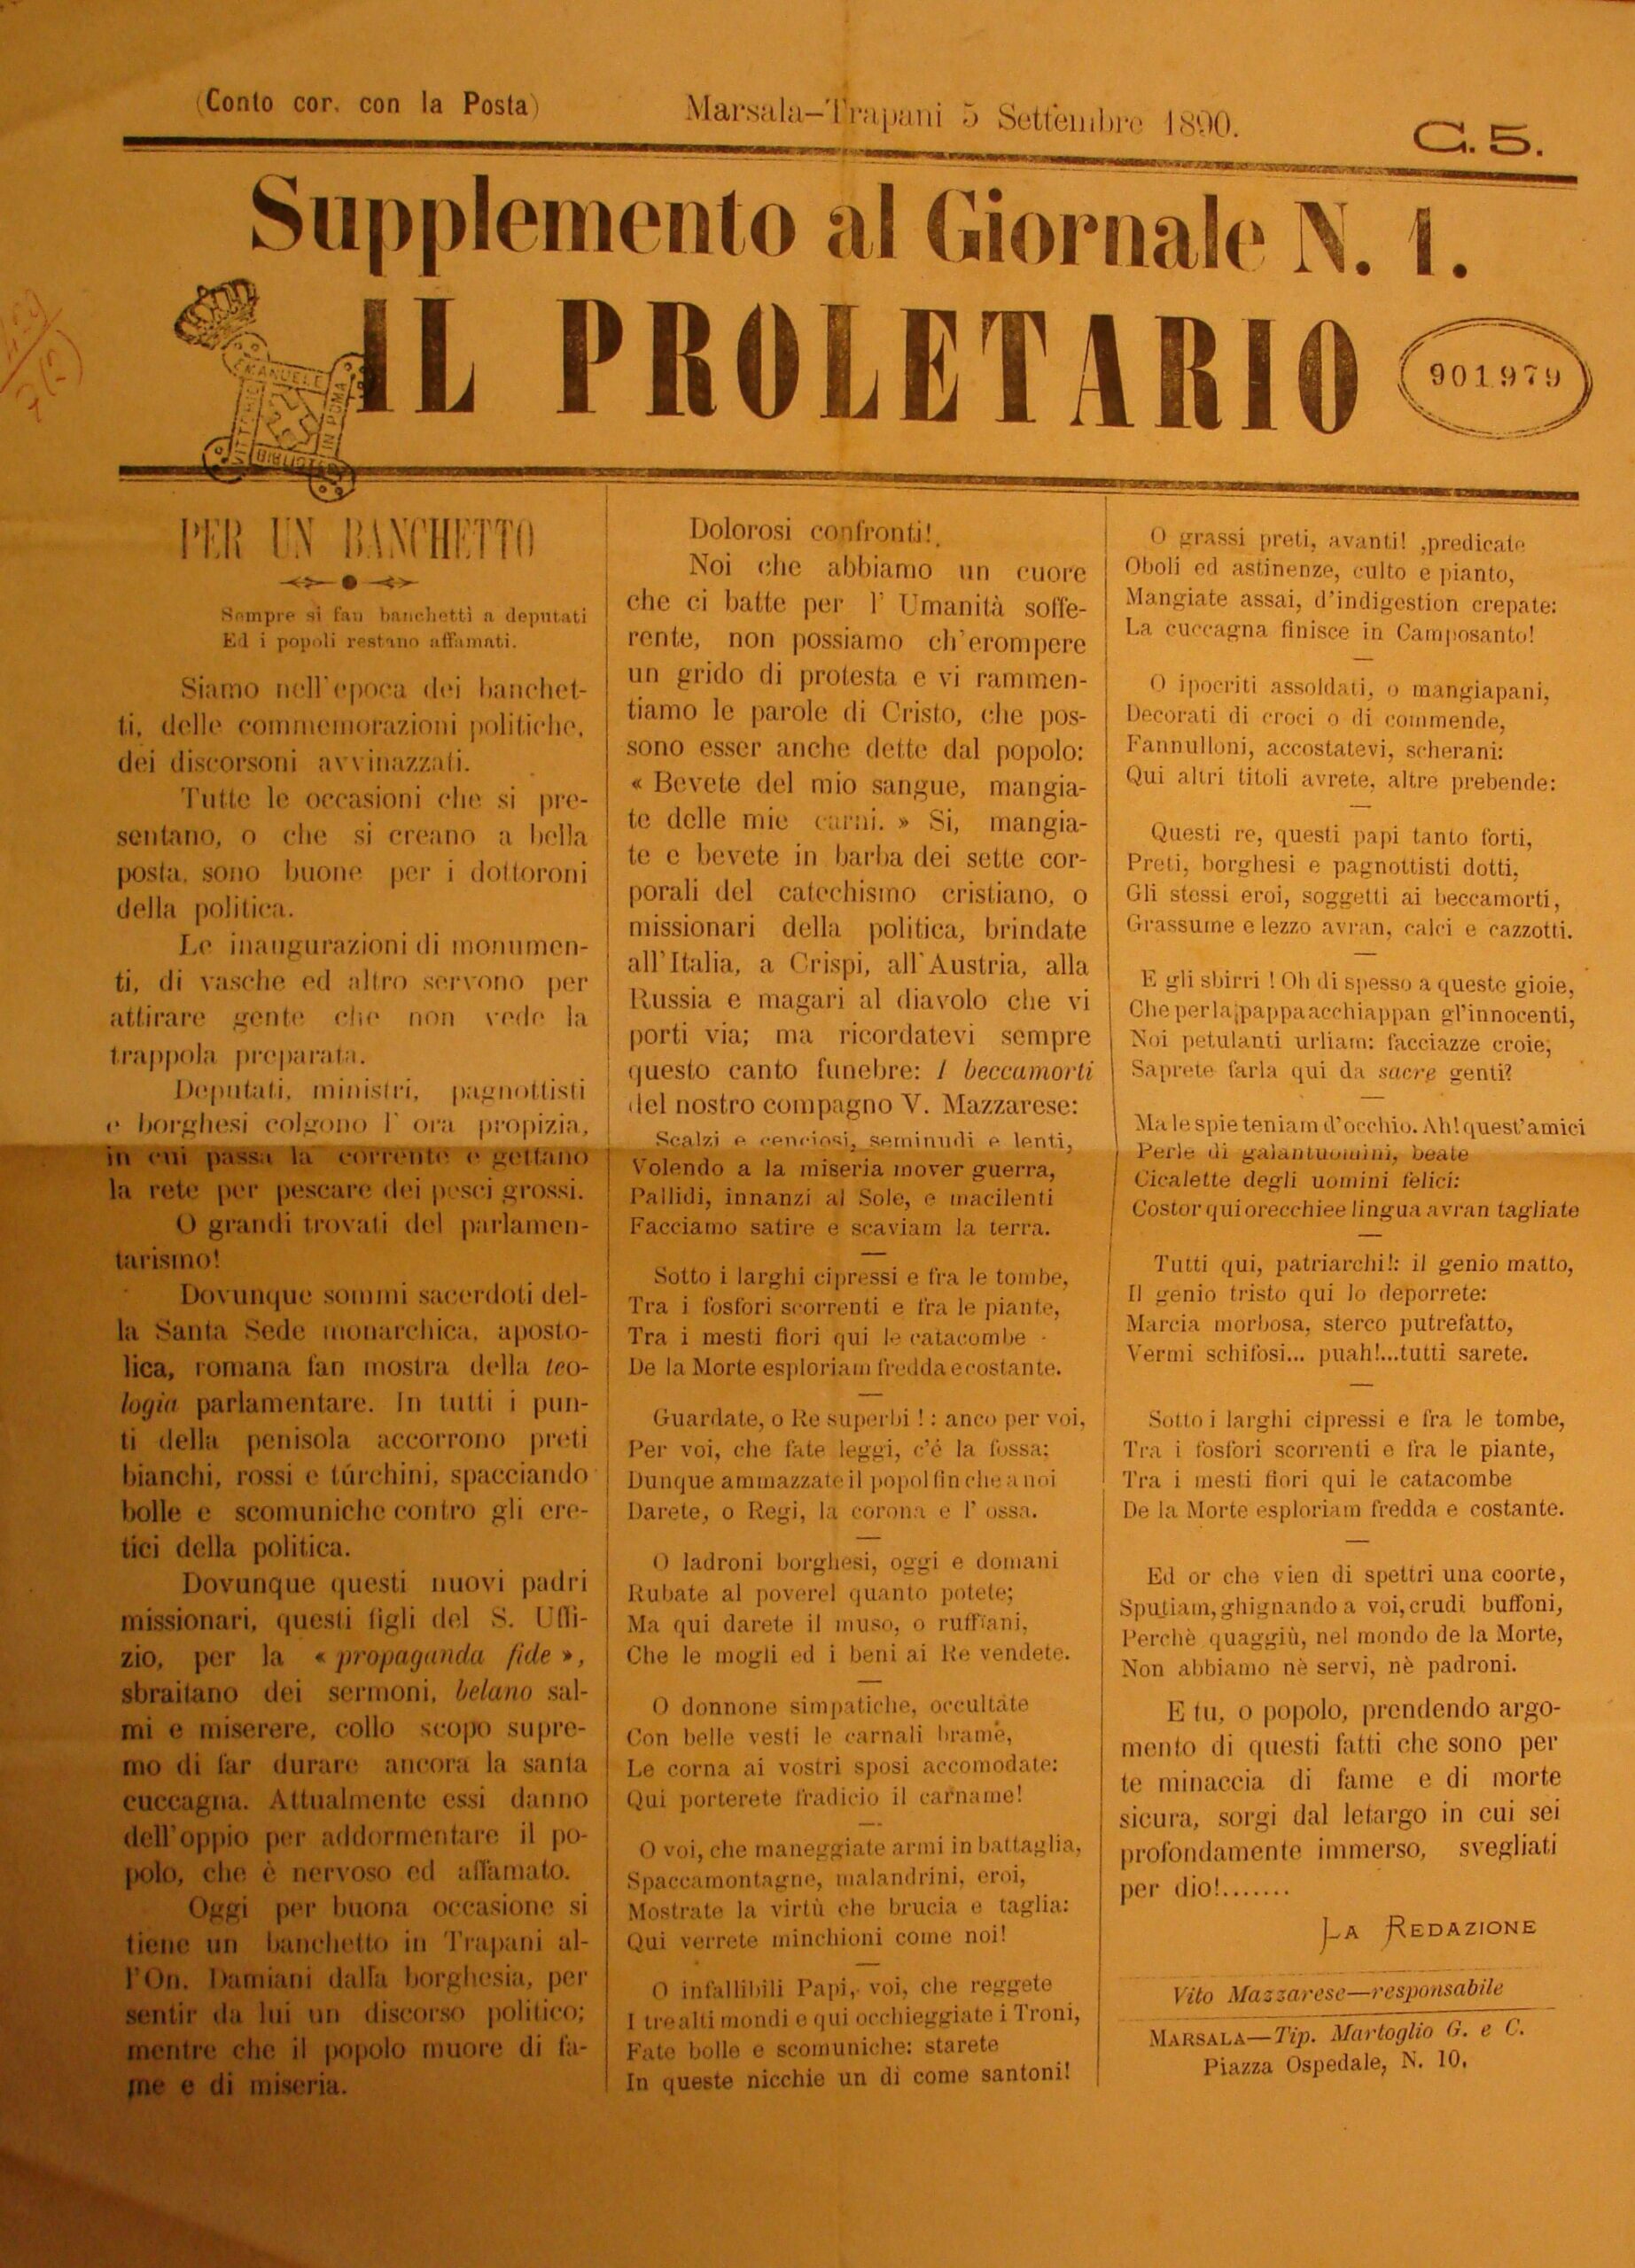 (Conto cor. con la Posta)
Marsala–Trapani 5 Settembre 1890.
C. 5.
Supplemento al Giornale N. 1.
IL PROLETARIO
EMANUELE
IN ROMA
901979
PER UN BANCHETTO
Sempre si fan banchetti a deputati
Ed i popoli restano affamati.
Siamo nell'epoca dei banchet-
ti, delle commemorazioni politiche,
dei discorsoni avvinazzati.
Tutte le occasioni che si pre-
sentano, o che si creano a bella
posta, sono buone per i dottoroni
della politica.
Le inaugurazioni di monumen-
ti, di vasche ed altro servono per
attirare gente che non vede la
trappola preparata.
Deputati, ministri, pagnottisti
e borghesi colgono l' ora propizia,
in cui passa la corrente e gettano
la rete per pescare dei pesci grossi.
O grandi trovati del parlamen-
tarismo!
Dovunque sommi sacerdoti del-
la Santa Sede monarchica, aposto-
lica, romana fan mostra della teo-
logia parlamentare. In tutti i pun-
ti della penisola accorrono preti
bianchi, rossi e túrchini, spacciando
bolle e scomuniche contro gli ere-
tici della politica.
Dovunque questi nuovi padri
missionari, questi figli del S. Uffi-
zio, per la « propaganda fide »,
sbraitano dei sermoni, belano sal-
mi e miserere, collo scopo supre-
mo di far durare ancora la santa
cuccagna. Attualmente essi danno
dell'oppio per addormentare il po-
polo, che è nervoso ed affamato.
Oggi per buona occasione si
tiene un banchetto in Trapani al-
l'On. Damiani dalla borghesia, per
sentir da lui un discorso politico;
mentre che il popolo muore di fa-
me e di miseria.
Dolorosi confronti!.
Noi che abbiamo un cuore
che ci batte per l' Umanità soffe-
rente, non possiamo ch'erompere
un grido di protesta e vi rammen-
tiamo le parole di Cristo, che pos-
sono esser anche dette dal popolo:
« Bevete del mio sangue, mangia-
te delle mie carni. » Si, mangia-
te e bevete in barba dei sette cor-
porali del catechismo cristiano, o
missionari della politica, brindate
all'Italia, a Crispi, all'Austria, alla
Russia e magari al diavolo che vi
porti via; ma ricordatevi sempre
questo canto funebre: I beccamorti
del nostro compagno V. Mazzarese:
Scalzi e cenciosi, seminudi e lenti,
Volendo a la miseria mover guerra,
Pallidi, innanzi al Sole, e macilenti
Facciamo satire e scaviam la terra.
Sotto i larghi cipressi e fra le tombe,
Tra i fosfori scorrenti e fra le piante,
Tra i mesti fiori qui le catacombe
De la Morte esploriam fredda e costante.
Guardate, o Re superbi ! : anco per voi,
Per voi, che fate leggi, c'é la fossa:
Dunque ammazzate il popol fin che a noi
Darete, o Regi, la corona e l' ossa.
O ladroni borghesi, oggi e domani
Rubate al poverel quanto potete;
Ma qui darete il muso, o ruffiani,
Che le mogli ed i beni ai Re vendete.
O donnone simpatiche, occultate
Con belle vesti le carnali brame,
Le corna ai vostri sposi accomodate:
Qui porterete fradicio il carname!
O voi, che maneggiate armi in battaglia,
Spaccamontagne, malandrini, eroi,
Mostrate la virtù che brucia e taglia:
Qui verrete minchioni come noi!
O infallibili Papi, voi, che reggete
I tre alti mondi e qui occhieggiate i Troni,
Fate bolle e scomuniche: starete
In queste nicchie un di come santoni!
O grassi preti, avanti! ,predicate
Oboli ed astinenze, culto e pianto,
Mangiate assai, d'indigestion crepate:
La cuccagna finisce in Camposanto!
O ipocriti assoldati, o mangiapani,
Decorati di croci o di commende,
Fannulloni, accostatevi, scherani:
Qui altri titoli avrete, altre prebende:
Questi re, questi papi tanto forti,
Preti, borghesi e pagnottisti dotti,
Gli stessi eroi, soggetti ai beccamorti,
Grassume e lezzo avran, calci e cazzotti.
E gli sbirri ! Oh di spesso a queste gioie,
Che per la pappa acchiappan gl'innocenti,
Noi petulanti urliam: facciazze croie,
Saprete farla qui da sacre genti?
Ma le spie teniam d'occhio. Ah! quest'amici
Perle di galantuomini, beate
Cicalette degli uomini felici:
Costor qui orecchie e lingua avran tagliate
Tutti qui, patriarchi!: il genio matto,
Il genio tristo qui lo deporrete:
Marcia morbosa, sterco putrefatto,
Vermi schifosi... puah!...tutti sarete.
Sotto i larghi cipressi e fra le tombe,
Tra i fosfori scorrenti e fra le piante,
Tra i mesti fiori qui le catacombe
De la Morte esploriam fredda e costante.
Ed or che vien di spettri una coorte,
Sputiam, ghignando a voi, crudi buffoni,
Perchè quaggiù, nel mondo de la Morte,
Non abbiamo nè servi, nè padroni.
E tu, o popolo, prendendo argo-
mento di questi fatti che sono per
te minaccia di fame e di morte
sicura, sorgi dal letargo in cui sei
profondamente immerso, svegliati
per dio!.......
LA REDAZIONE
Vito Mazzarese—responsabile
MARSALA—Tip. Martoglio G. e C.
Piazza Ospedale, N. 10,